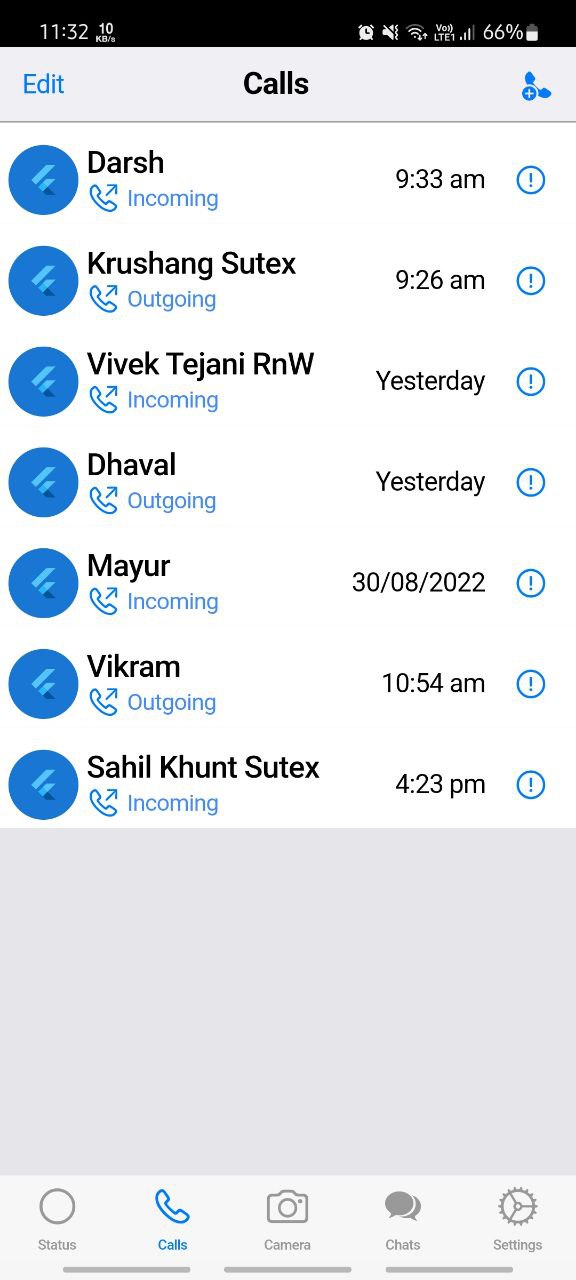 11:32 10 KB/s Vo)) LTE1 66%
Edit Calls
Darsh
Incoming 9:33 am
Krushang Sutex
Outgoing 9:26 am
Vivek Tejani RnW
Incoming Yesterday
Dhaval
Outgoing Yesterday
Mayur
Incoming 30/08/2022
Vikram
Outgoing 10:54 am
Sahil Khunt Sutex
Incoming 4:23 pm
Status Calls Camera Chats Settings